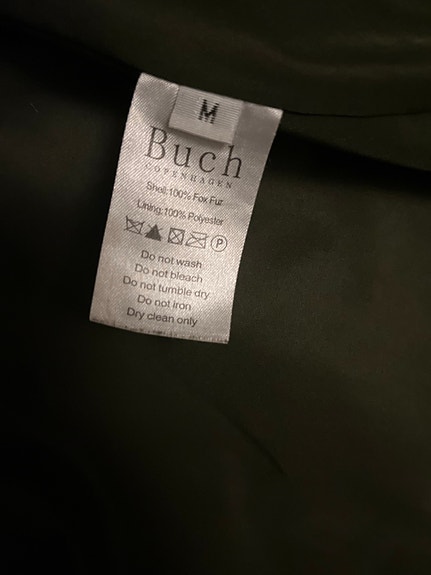 M
Buch
COPENHAGEN
Shell:100% Fox Fur
Lining:100% Polyester
P
Do not wash
Do not bleach
Do not tumble dry
Do not iron
Dry clean only